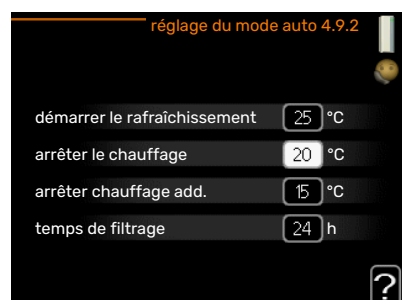 réglage du mode auto 4.9.2
démarrer le rafraîchissement 25 °C
arrêter le chauffage 20 °C
arrêter chauffage add. 15 °C
temps de filtrage 24 h
?